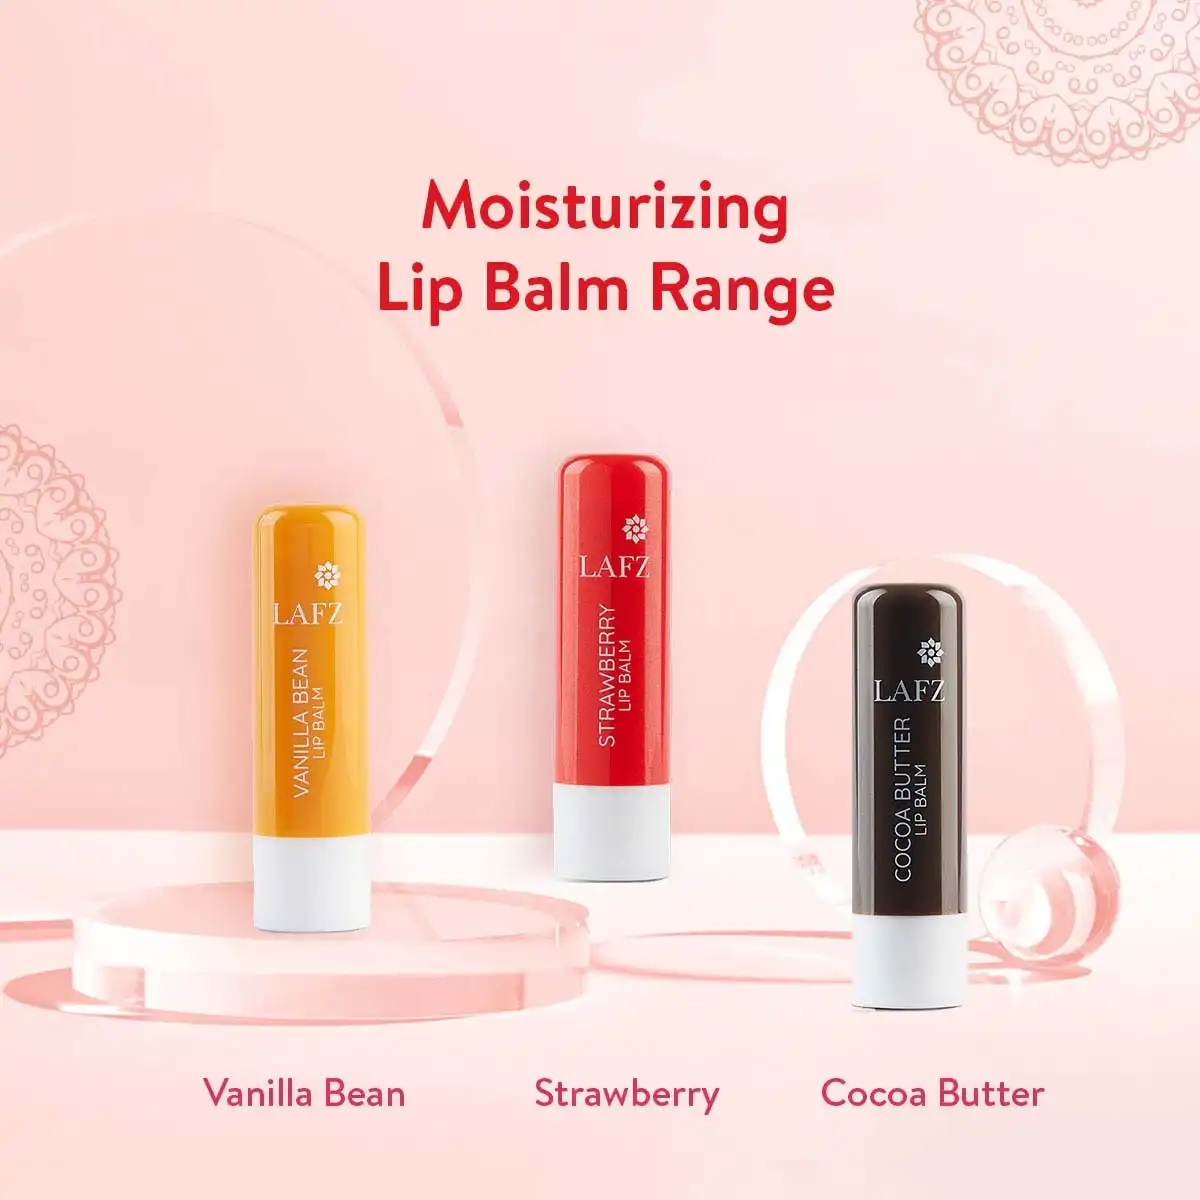 Moisturizing
Lip Balm Range
LAFZ
VANILLA BEAN
LIP BALM
LAFZ
STRAWBERRY
LIP BALM
LAFZ
COCOA BUTTER
LIP BALM
Vanilla Bean
Strawberry
Cocoa Butter